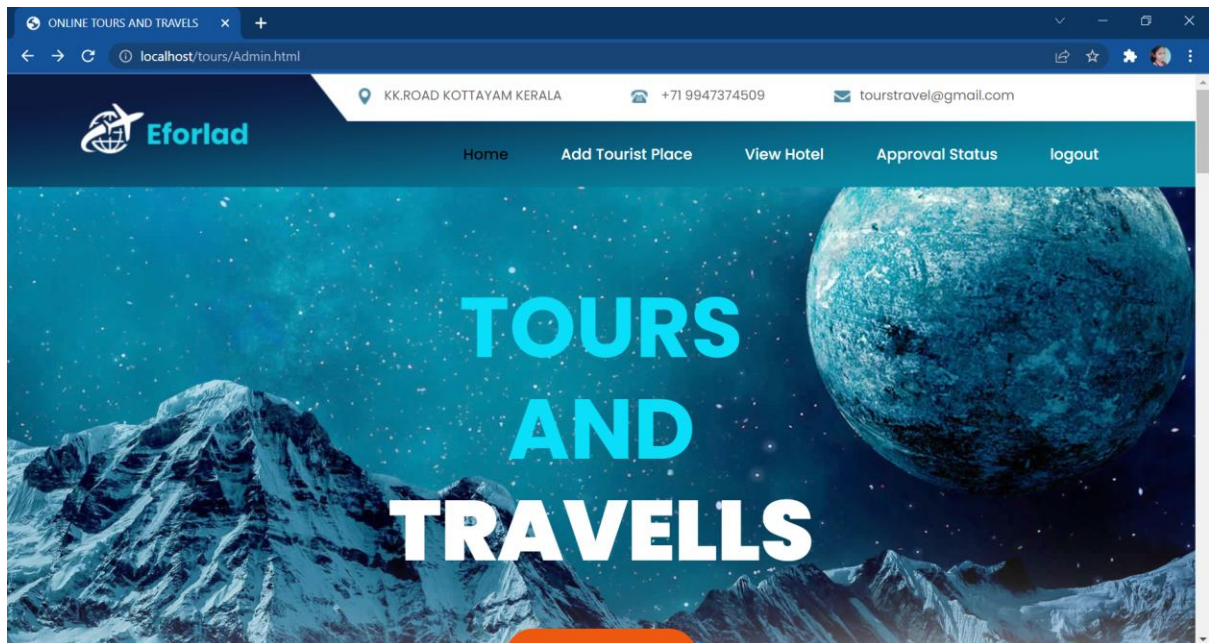 ONLINE TOURS AND TRAVELS
localhost/tours/Admin.html
KK.ROAD KOTTAYAM KERALA +71 9947374509 tourstravel@gmail.com
Eforlad
Home Add Tourist Place View Hotel Approval Status logout
TOURS
AND
TRAVELLS